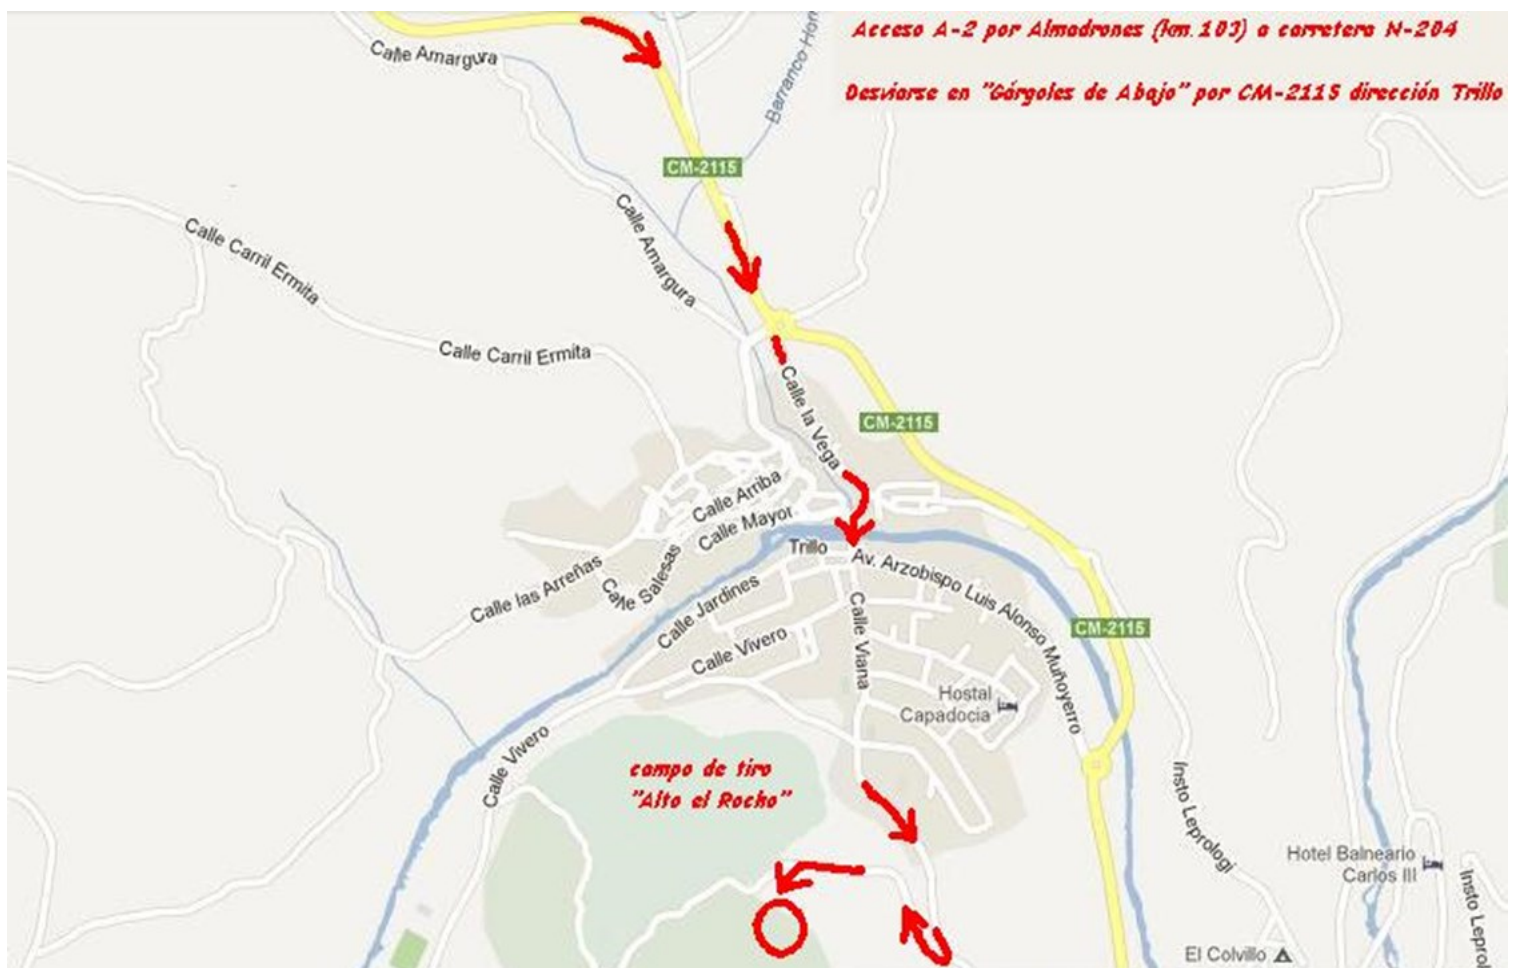 Acceso A-2 por Almadrones (km.103) a carretera N-204
Desviarse en "Gárgoles de Abajo" por CM-2115 dirección Trillo
Calle Amargura
Barranco Hon
CM-2115
Calle Amargura
Calle Carril Ermita
Calle Carril Ermita
Calle la Vega
CM-2115
Calle Arriba
Calle Mayor
Trillo
Av. Arzobispo Luis Alonso Muñoyerro
Calle las Arreñas
Calle Salesas
Calle Jardines
Calle Viana
CM-2115
Calle Vivero
Hostal
Capadocia
Calle Vivero
campo de tiro
"Alto el Rocho"
Insto Leprologi
Hotel Balneario
Carlos III
Insto Leprol
El Colvillo